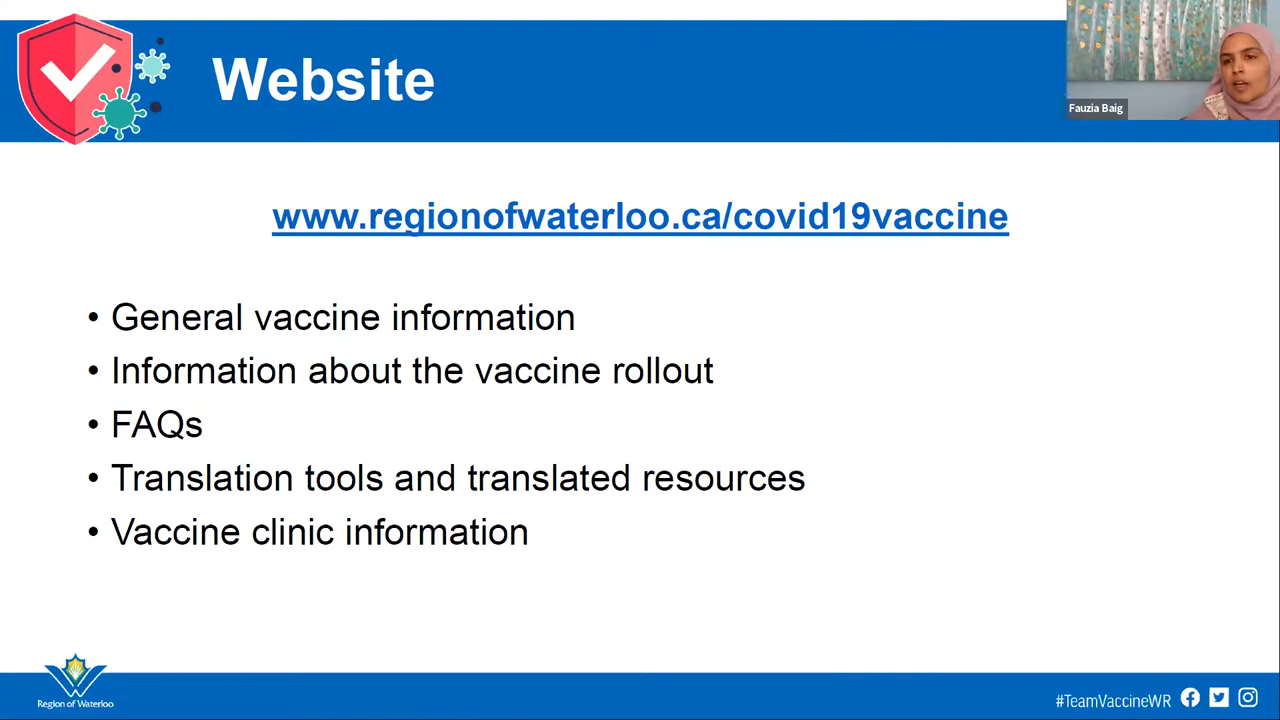 Website
Fauzia Baig
www.regionofwaterloo.ca/covid19vaccine
• General vaccine information
• Information about the vaccine rollout
• FAQs
• Translation tools and translated resources
• Vaccine clinic information
Region of Waterloo
#TeamVaccineWR